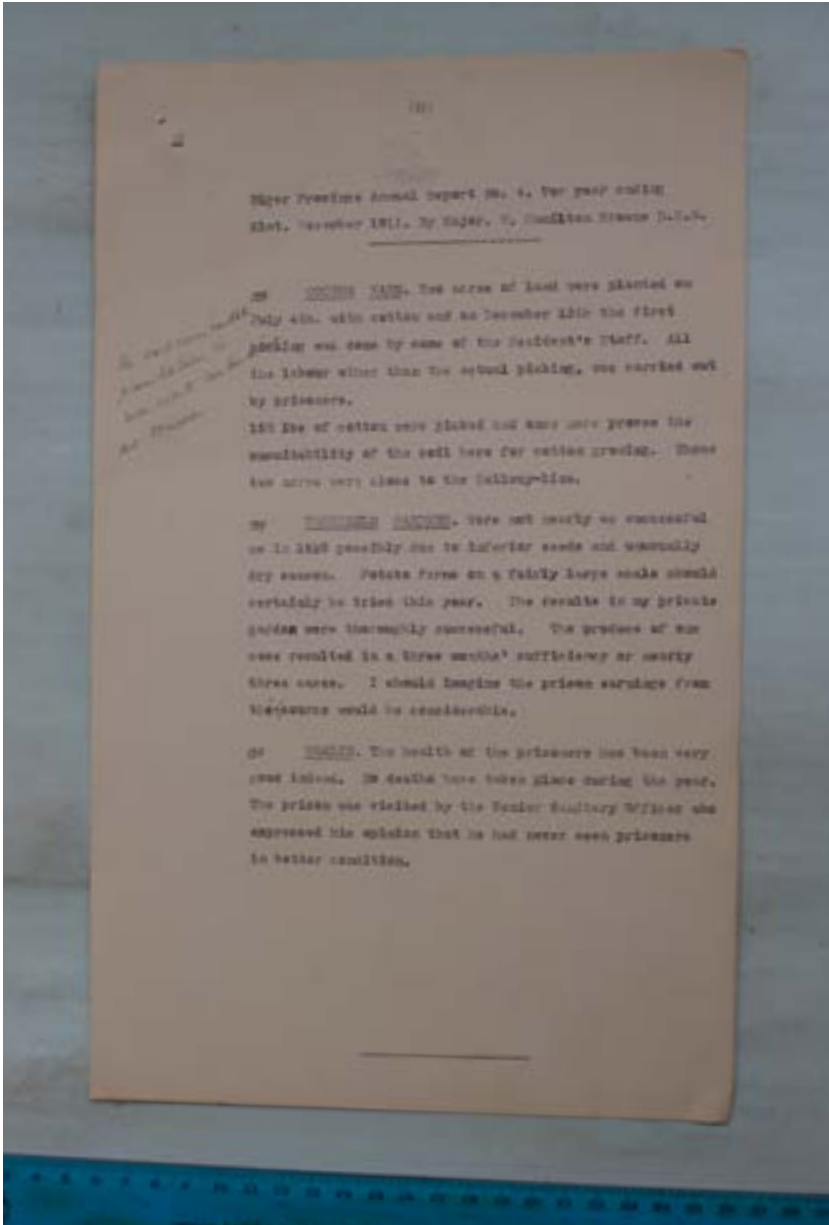 Niger Province Annual Report No. 4. For year ending
31st. December 1911. By Major. W. Hamilton Browne D.S.O.
COTTON FARM. Two acres of land were planted on
July 4th. with cotton and on December 15th the first
picking was done by some of the Resident's Staff. All
the labour other than the actual picking, was carried out
by prisoners.
lbs of cotton were picked and once more proves the
of the soil here for cotton growing. These
two acres were close to the Railway-line.
VEGETABLE GARDENS. Were not nearly so successful
as in 1910 possibly due to inferior seeds and unusually
dry season. Potato farms on a fairly large scale should
certainly be tried this year. The results in my private
garden were thoroughly successful. The produce of one
case resulted in a three months' sufficiency or nearly
three cases. I should imagine the prison earnings from
would be considerable.
HEALTH. The health of the prisoners has been very
good indeed. No deaths have taken place during the year.
The prison was visited by the Senior Sanitary Officer who
expressed his opinion that he had never seen prisoners
in better condition.